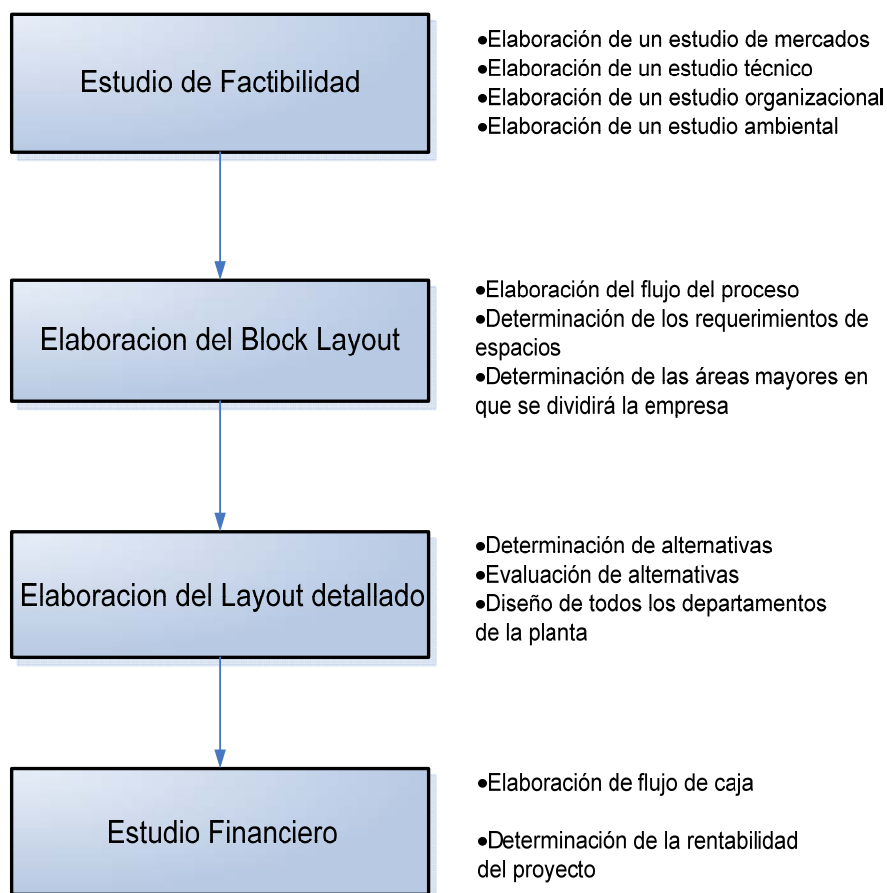 Estudio de Factibilidad
•Elaboración de un estudio de mercados
•Elaboración de un estudio técnico
•Elaboración de un estudio organizacional
•Elaboración de un estudio ambiental
Elaboracion del Block Layout
•Elaboración del flujo del proceso
•Determinación de los requerimientos de
espacios
•Determinación de las áreas mayores en
que se dividirá la empresa
Elaboracion del Layout detallado
•Determinación de alternativas
•Evaluación de alternativas
•Diseño de todos los departamentos
de la planta
Estudio Financiero
•Elaboración de flujo de caja
•Determinación de la rentabilidad
del proyecto